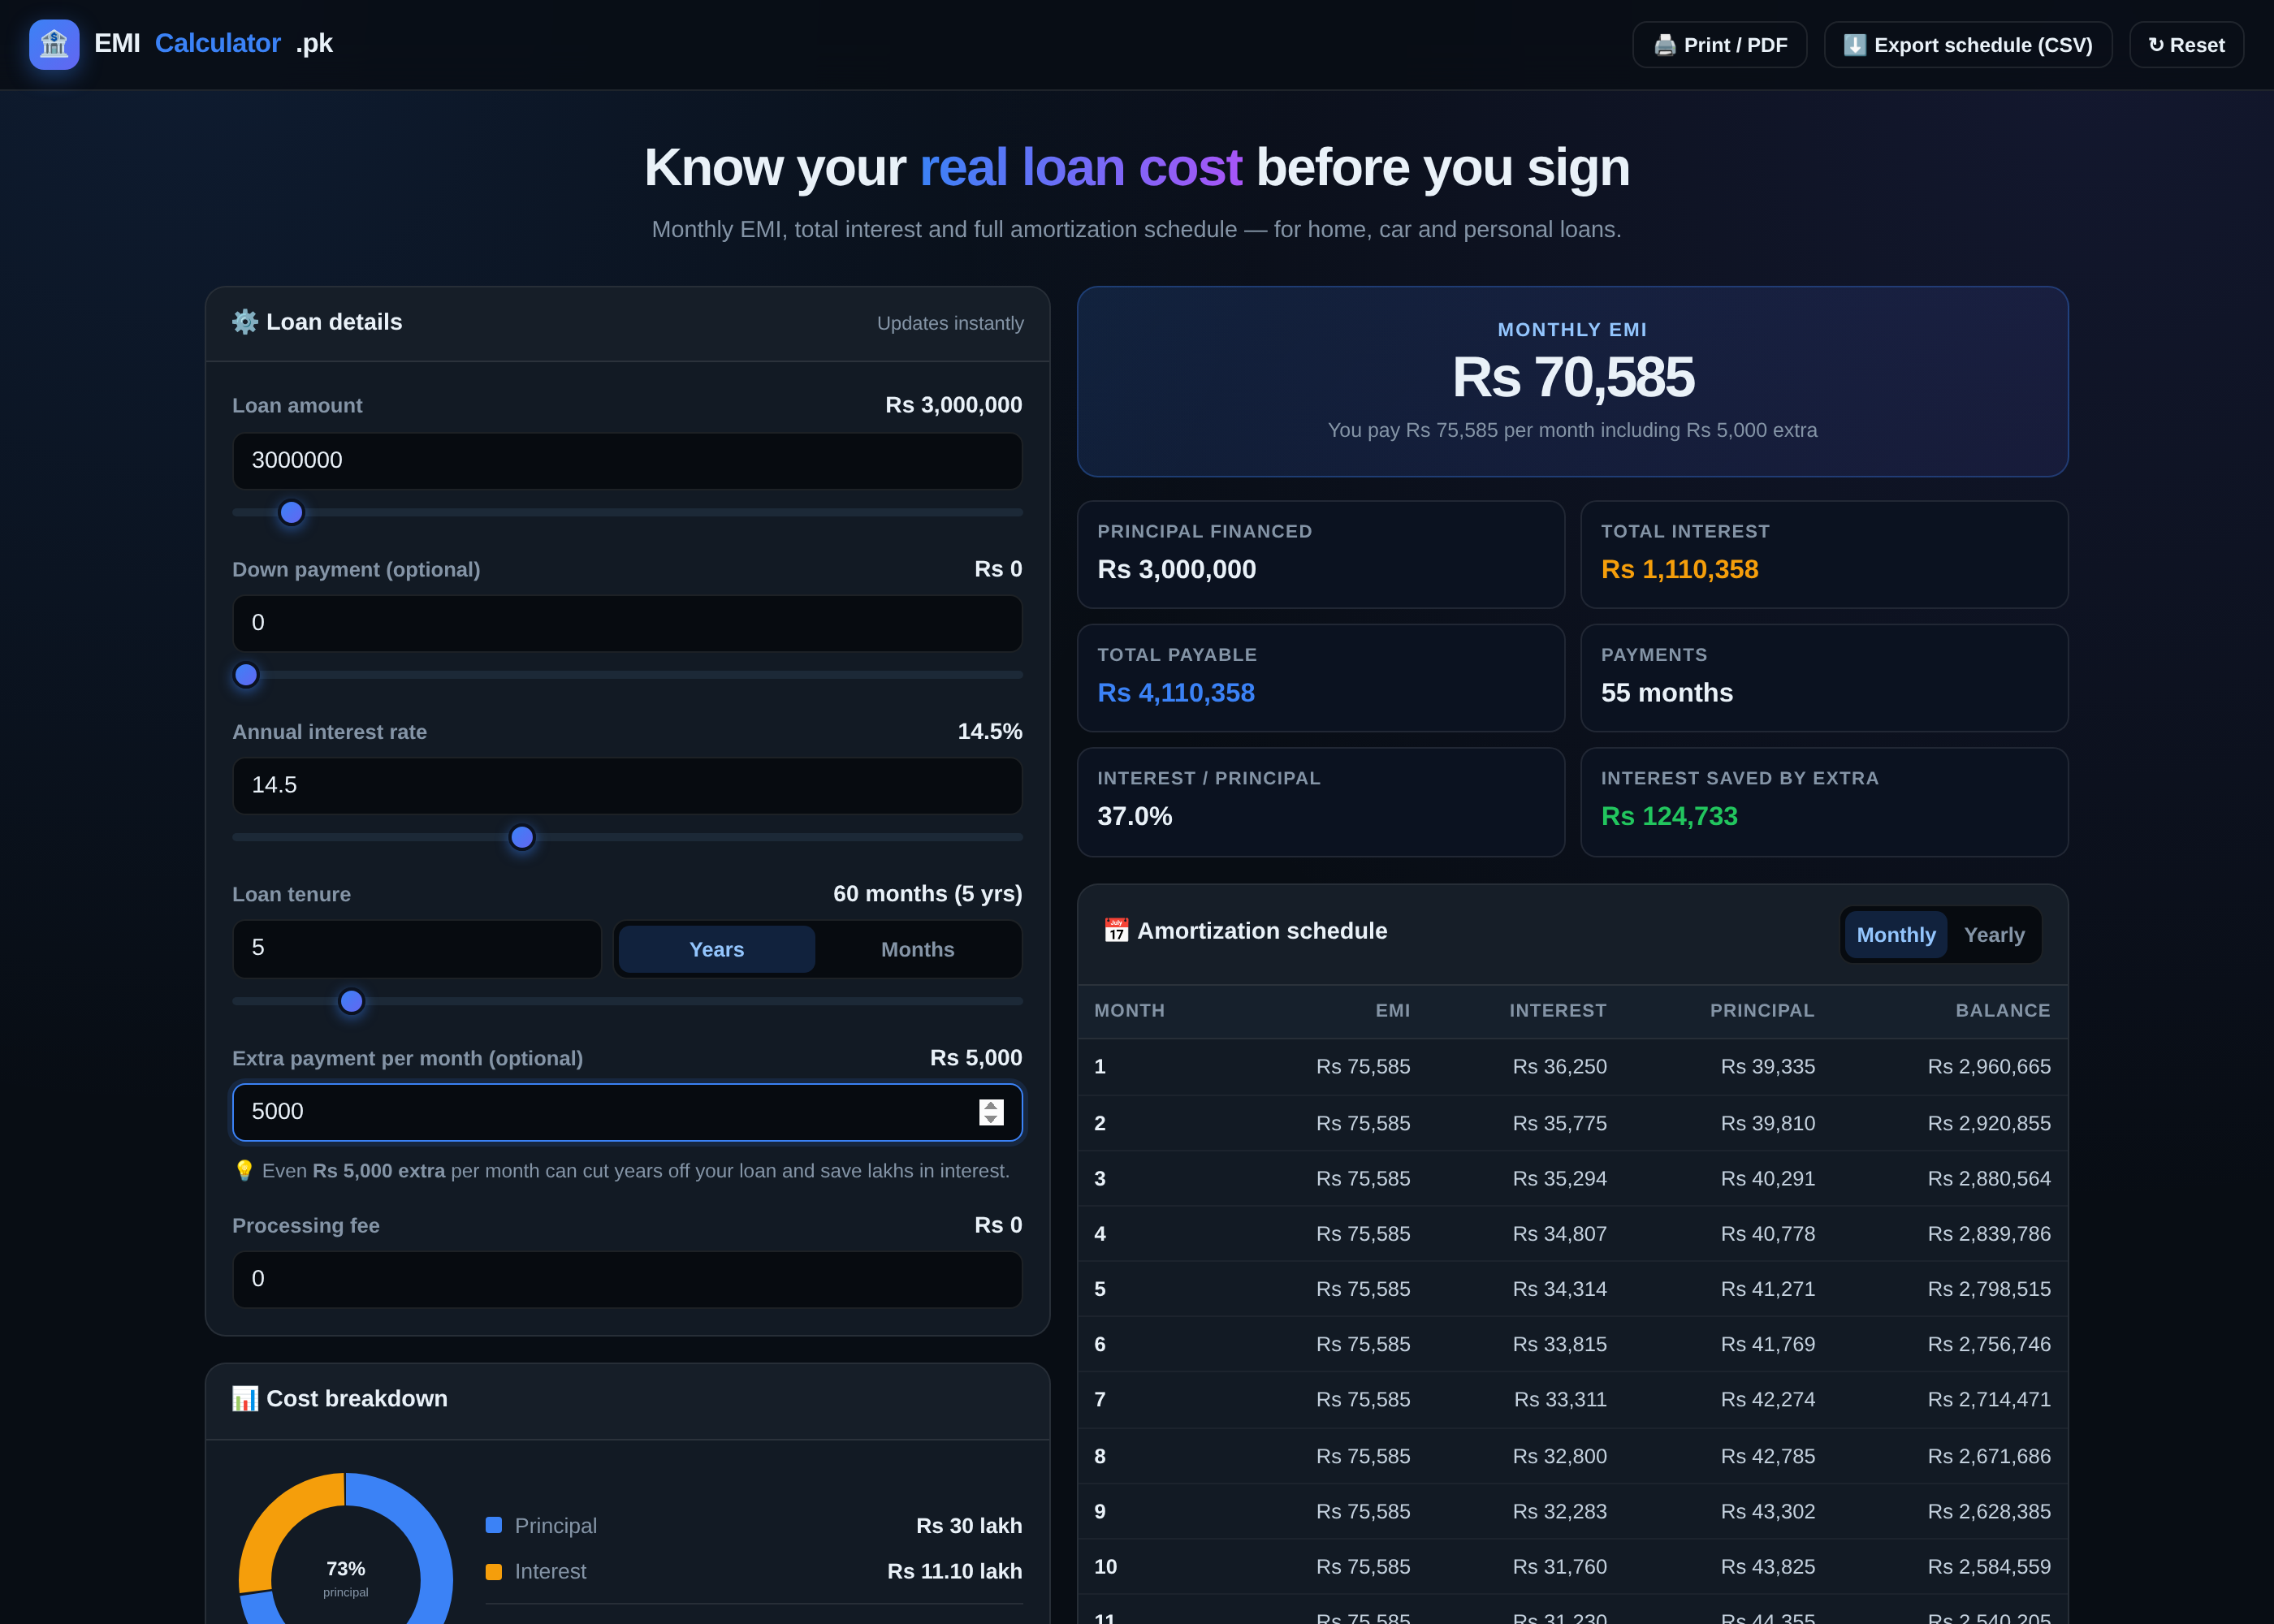 EMI Calculator .pk
🖨️ Print / PDF
⬇️ Export schedule (CSV)
↻ Reset
Know your real loan cost before you sign
Monthly EMI, total interest and full amortization schedule — for home, car and personal loans.
⚙️ Loan details
Updates instantly
Loan amount Rs 3,000,000
3000000
Down payment (optional) Rs 0
0
Annual interest rate 14.5%
14.5
Loan tenure 60 months (5 yrs)
5 Years Months
Extra payment per month (optional) Rs 5,000
5000
💡 Even Rs 5,000 extra per month can cut years off your loan and save lakhs in interest.
Processing fee Rs 0
0
📊 Cost breakdown
73%
principal
Principal Rs 30 lakh
Interest Rs 11.10 lakh
MONTHLY EMI
Rs 70,585
You pay Rs 75,585 per month including Rs 5,000 extra
PRINCIPAL FINANCED
Rs 3,000,000
TOTAL INTEREST
Rs 1,110,358
TOTAL PAYABLE
Rs 4,110,358
PAYMENTS
55 months
INTEREST / PRINCIPAL
37.0%
INTEREST SAVED BY EXTRA
Rs 124,733
📅 Amortization schedule
Monthly Yearly
MONTH EMI INTEREST PRINCIPAL BALANCE
1 Rs 75,585 Rs 36,250 Rs 39,335 Rs 2,960,665
2 Rs 75,585 Rs 35,775 Rs 39,810 Rs 2,920,855
3 Rs 75,585 Rs 35,294 Rs 40,291 Rs 2,880,564
4 Rs 75,585 Rs 34,807 Rs 40,778 Rs 2,839,786
5 Rs 75,585 Rs 34,314 Rs 41,271 Rs 2,798,515
6 Rs 75,585 Rs 33,815 Rs 41,769 Rs 2,756,746
7 Rs 75,585 Rs 33,311 Rs 42,274 Rs 2,714,471
8 Rs 75,585 Rs 32,800 Rs 42,785 Rs 2,671,686
9 Rs 75,585 Rs 32,283 Rs 43,302 Rs 2,628,385
10 Rs 75,585 Rs 31,760 Rs 43,825 Rs 2,584,559
11 Rs 75,585 Rs 31,230 Rs 44,355 Rs 2,540,205